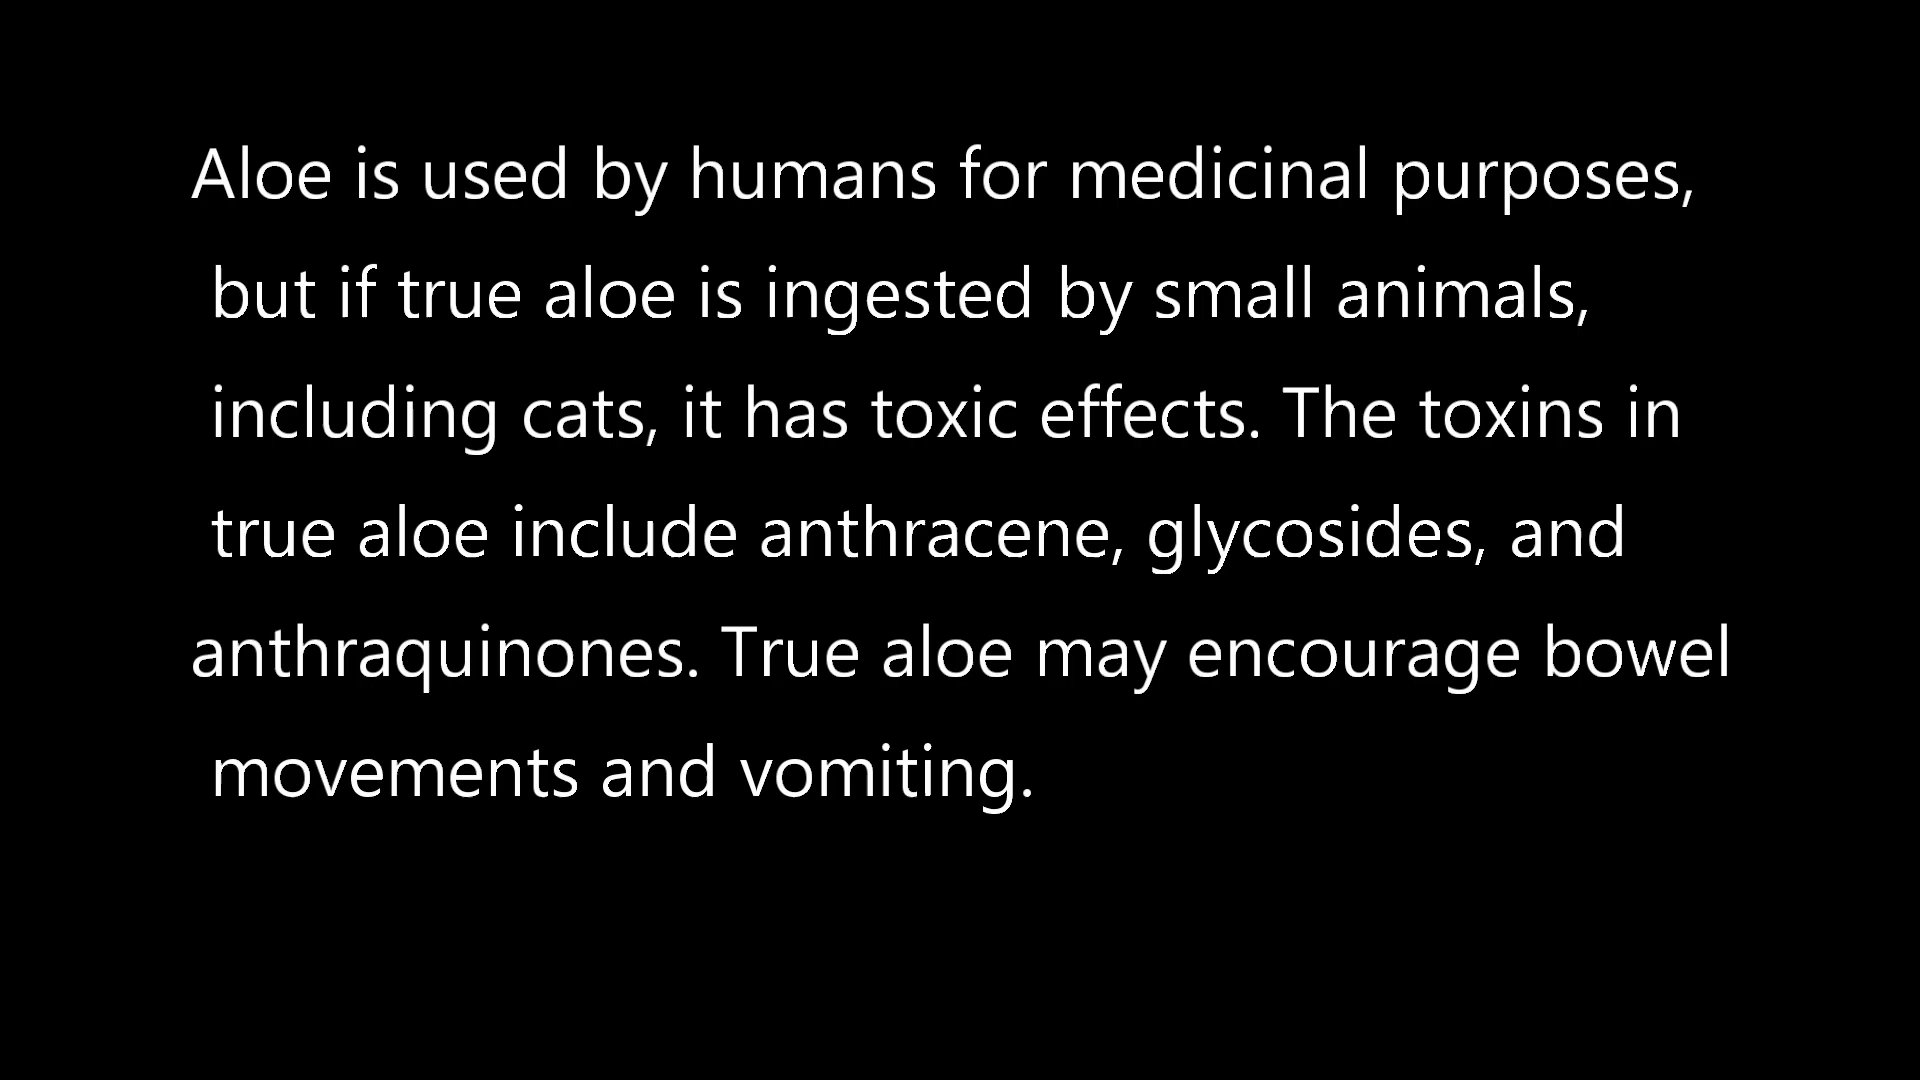 Aloe is used by humans for medicinal purposes,
but if true aloe is ingested by small animals,
including cats, it has toxic effects. The toxins in
true aloe include anthracene, glycosides, and
anthraquinones. True aloe may encourage bowel
movements and vomiting.